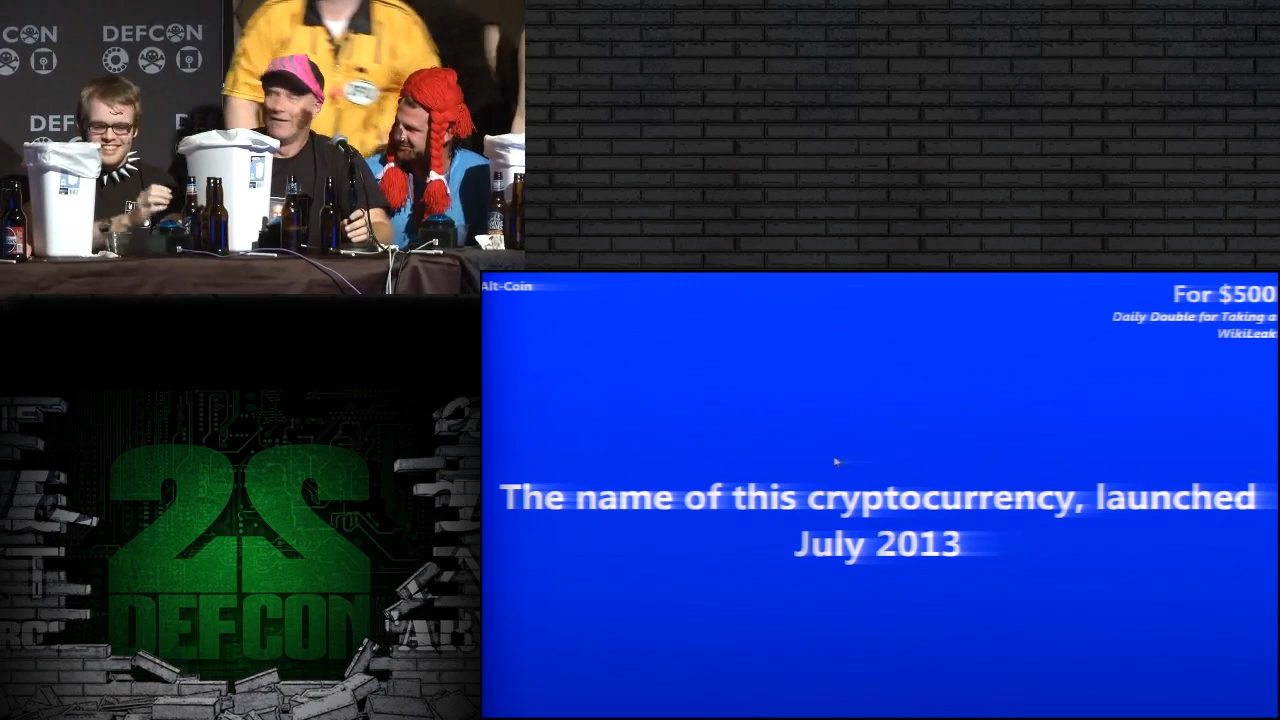 DEFCON
DEFCON
DEF
Alt-Coin
For $500
Daily Double for Taking a
WikiLeak
The name of this cryptocurrency, launched
July 2013
22
DEFCON